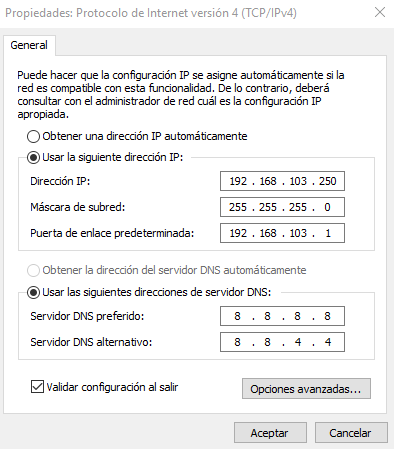 Propiedades: Protocolo de Internet versión 4 (TCP/IPv4)
General
Puede hacer que la configuración IP se asigne automáticamente si la
red es compatible con esta funcionalidad. De lo contrario, deberá
consultar con el administrador de red cuál es la configuración IP
apropiada.
Obtener una dirección IP automáticamente
Usar la siguiente dirección IP:
Dirección IP: 192 . 168 . 103 . 250
Máscara de subred: 255 . 255 . 255 . 0
Puerta de enlace predeterminada: 192 . 168 . 103 . 1
Obtener la dirección del servidor DNS automáticamente
Usar las siguientes direcciones de servidor DNS:
Servidor DNS preferido: 8 . 8 . 8 . 8
Servidor DNS alternativo: 8 . 8 . 4 . 4
Validar configuración al salir
Opciones avanzadas...
Aceptar
Cancelar